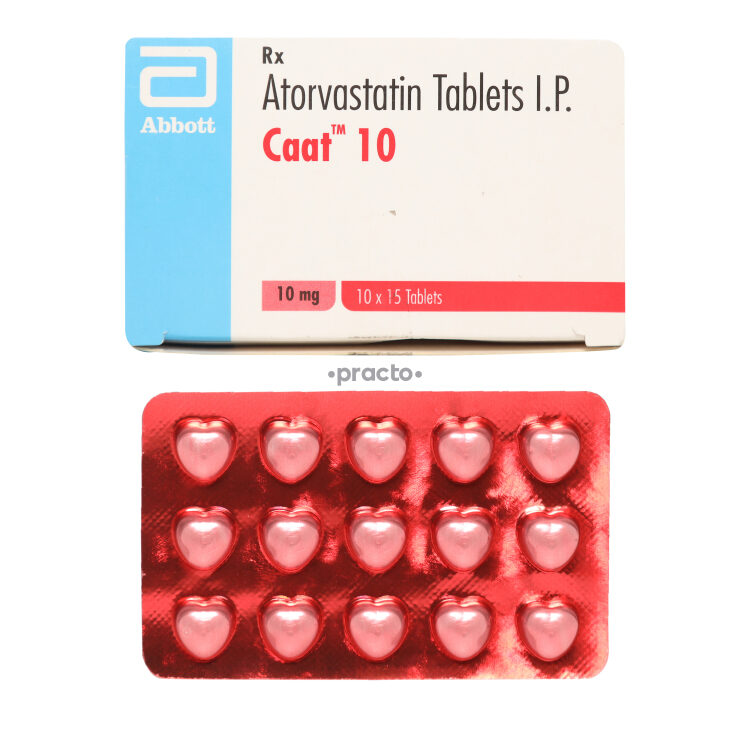 Rx
Atorvastatin Tablets I.P.
Abbott
Caat™ 10
10 mg
10 x 15 Tablets
•practo•